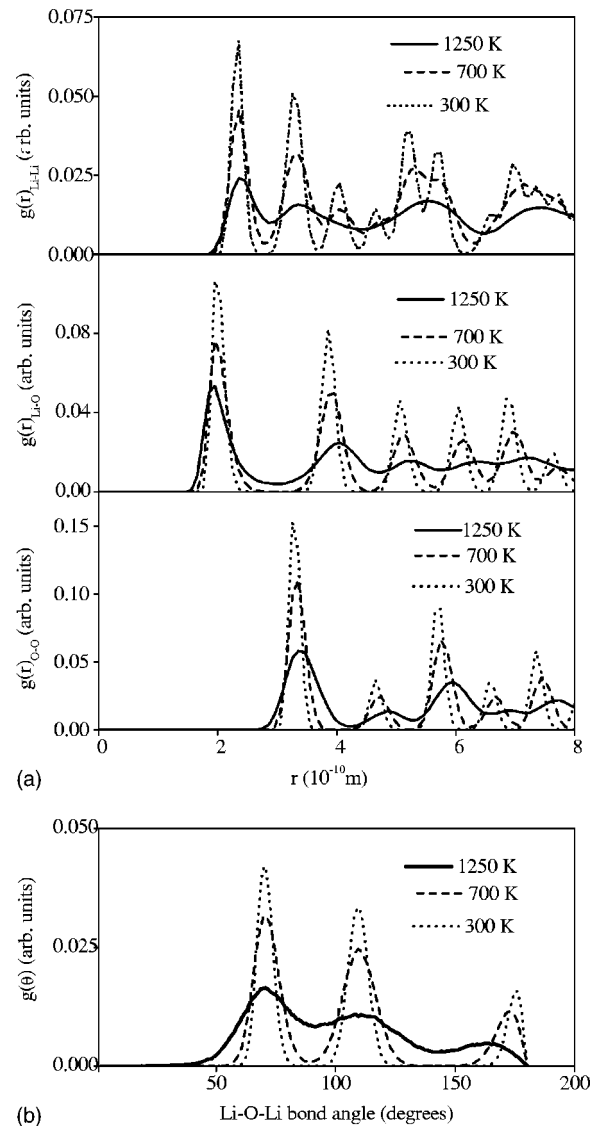 0.075
0.050
0.025
0.000
g(r)Li-Li (arb. units)
1250 K
700 K
300 K
0.08
0.04
0.00
g(r)Li-O (arb. units)
1250 K
700 K
300 K
0.15
0.10
0.05
0.00
g(r)O-O (arb. units)
1250 K
700 K
300 K
0 2 4 6 8
(a) r (10⁻¹⁰m)
0.050
0.025
0.000
g(θ) (arb. units)
1250 K
700 K
300 K
50 100 150 200
(b) Li-O-Li bond angle (degrees)